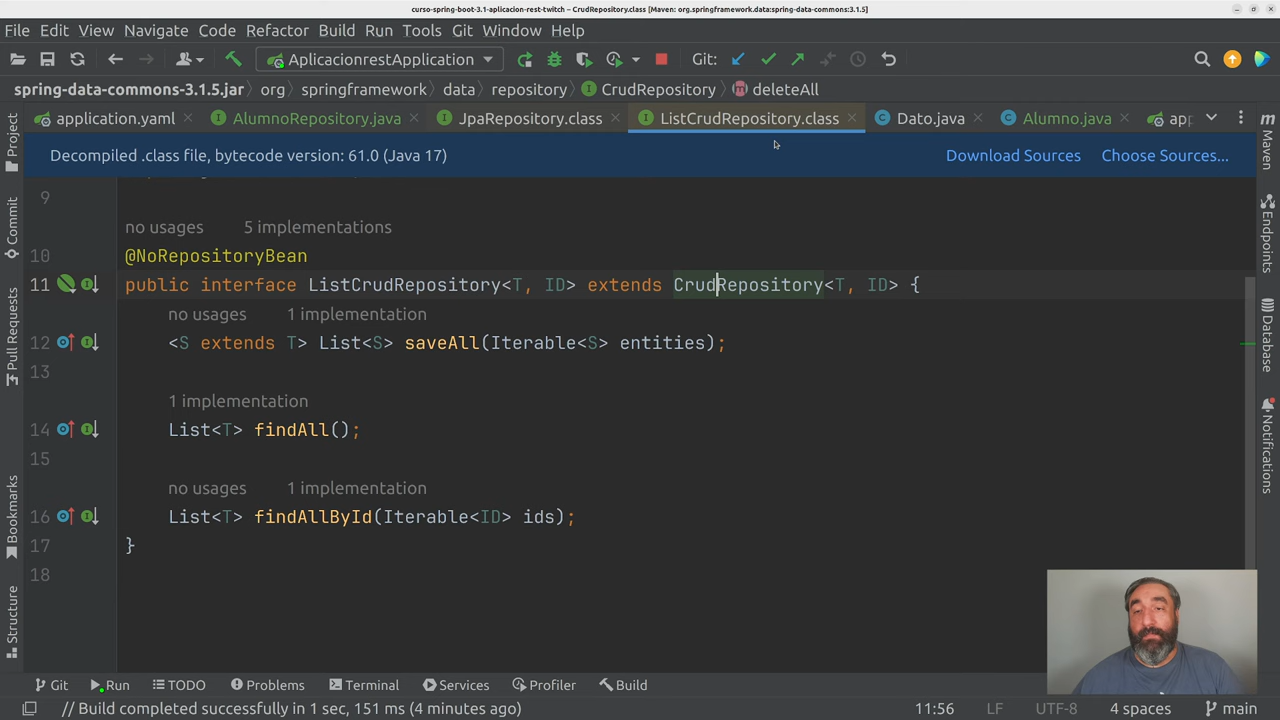 curso-spring-boot-3.1-aplicacion-rest-twitch – CrudRepository.class [Maven: org.springframework.data:spring-data-commons:3.1.5]
File Edit View Navigate Code Refactor Build Run Tools Git Window Help
AplicacionrestApplication Git:
spring-data-commons-3.1.5.jar org springframework data repository CrudRepository deleteAll
application.yaml AlumnoRepository.java JpaRepository.class ListCrudRepository.class Dato.java Alumno.java app
Decompiled .class file, bytecode version: 61.0 (Java 17) Download Sources Choose Sources...
9
no usages 5 implementations
10 @NoRepositoryBean
11 public interface ListCrudRepository<T, ID> extends CrudRepository<T, ID> {
no usages 1 implementation
12 <S extends T> List<S> saveAll(Iterable<S> entities);
13
1 implementation
14 List<T> findAll();
15
no usages 1 implementation
16 List<T> findAllById(Iterable<ID> ids);
17 }
18
Project
Commit
Pull Requests
Bookmarks
Structure
Maven
Endpoints
Database
Notifications
Git Run TODO Problems Terminal Services Profiler Build
// Build completed successfully in 1 sec, 151 ms (4 minutes ago) 11:56 LF UTF-8 4 spaces main